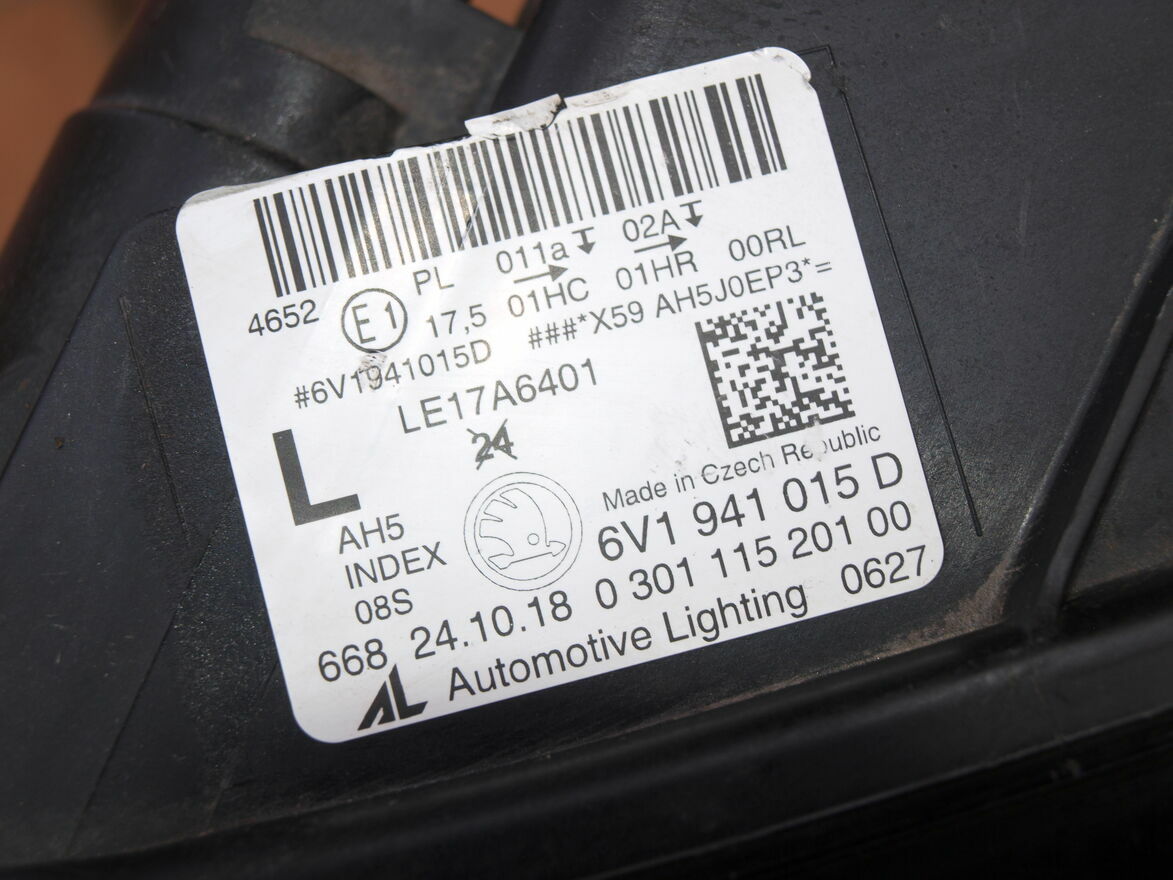 4652 E1 PL 011a 02A
17,5 01HC 01HR 00RL
#6V1941015D ###*X59 AH5J0EP3*=
LE17A6401
24
L
Made in Czech Republic
AH5 6V1 941 015 D
INDEX
08S
668 24.10.18 0 301 115 201 00
AL Automotive Lighting 0627